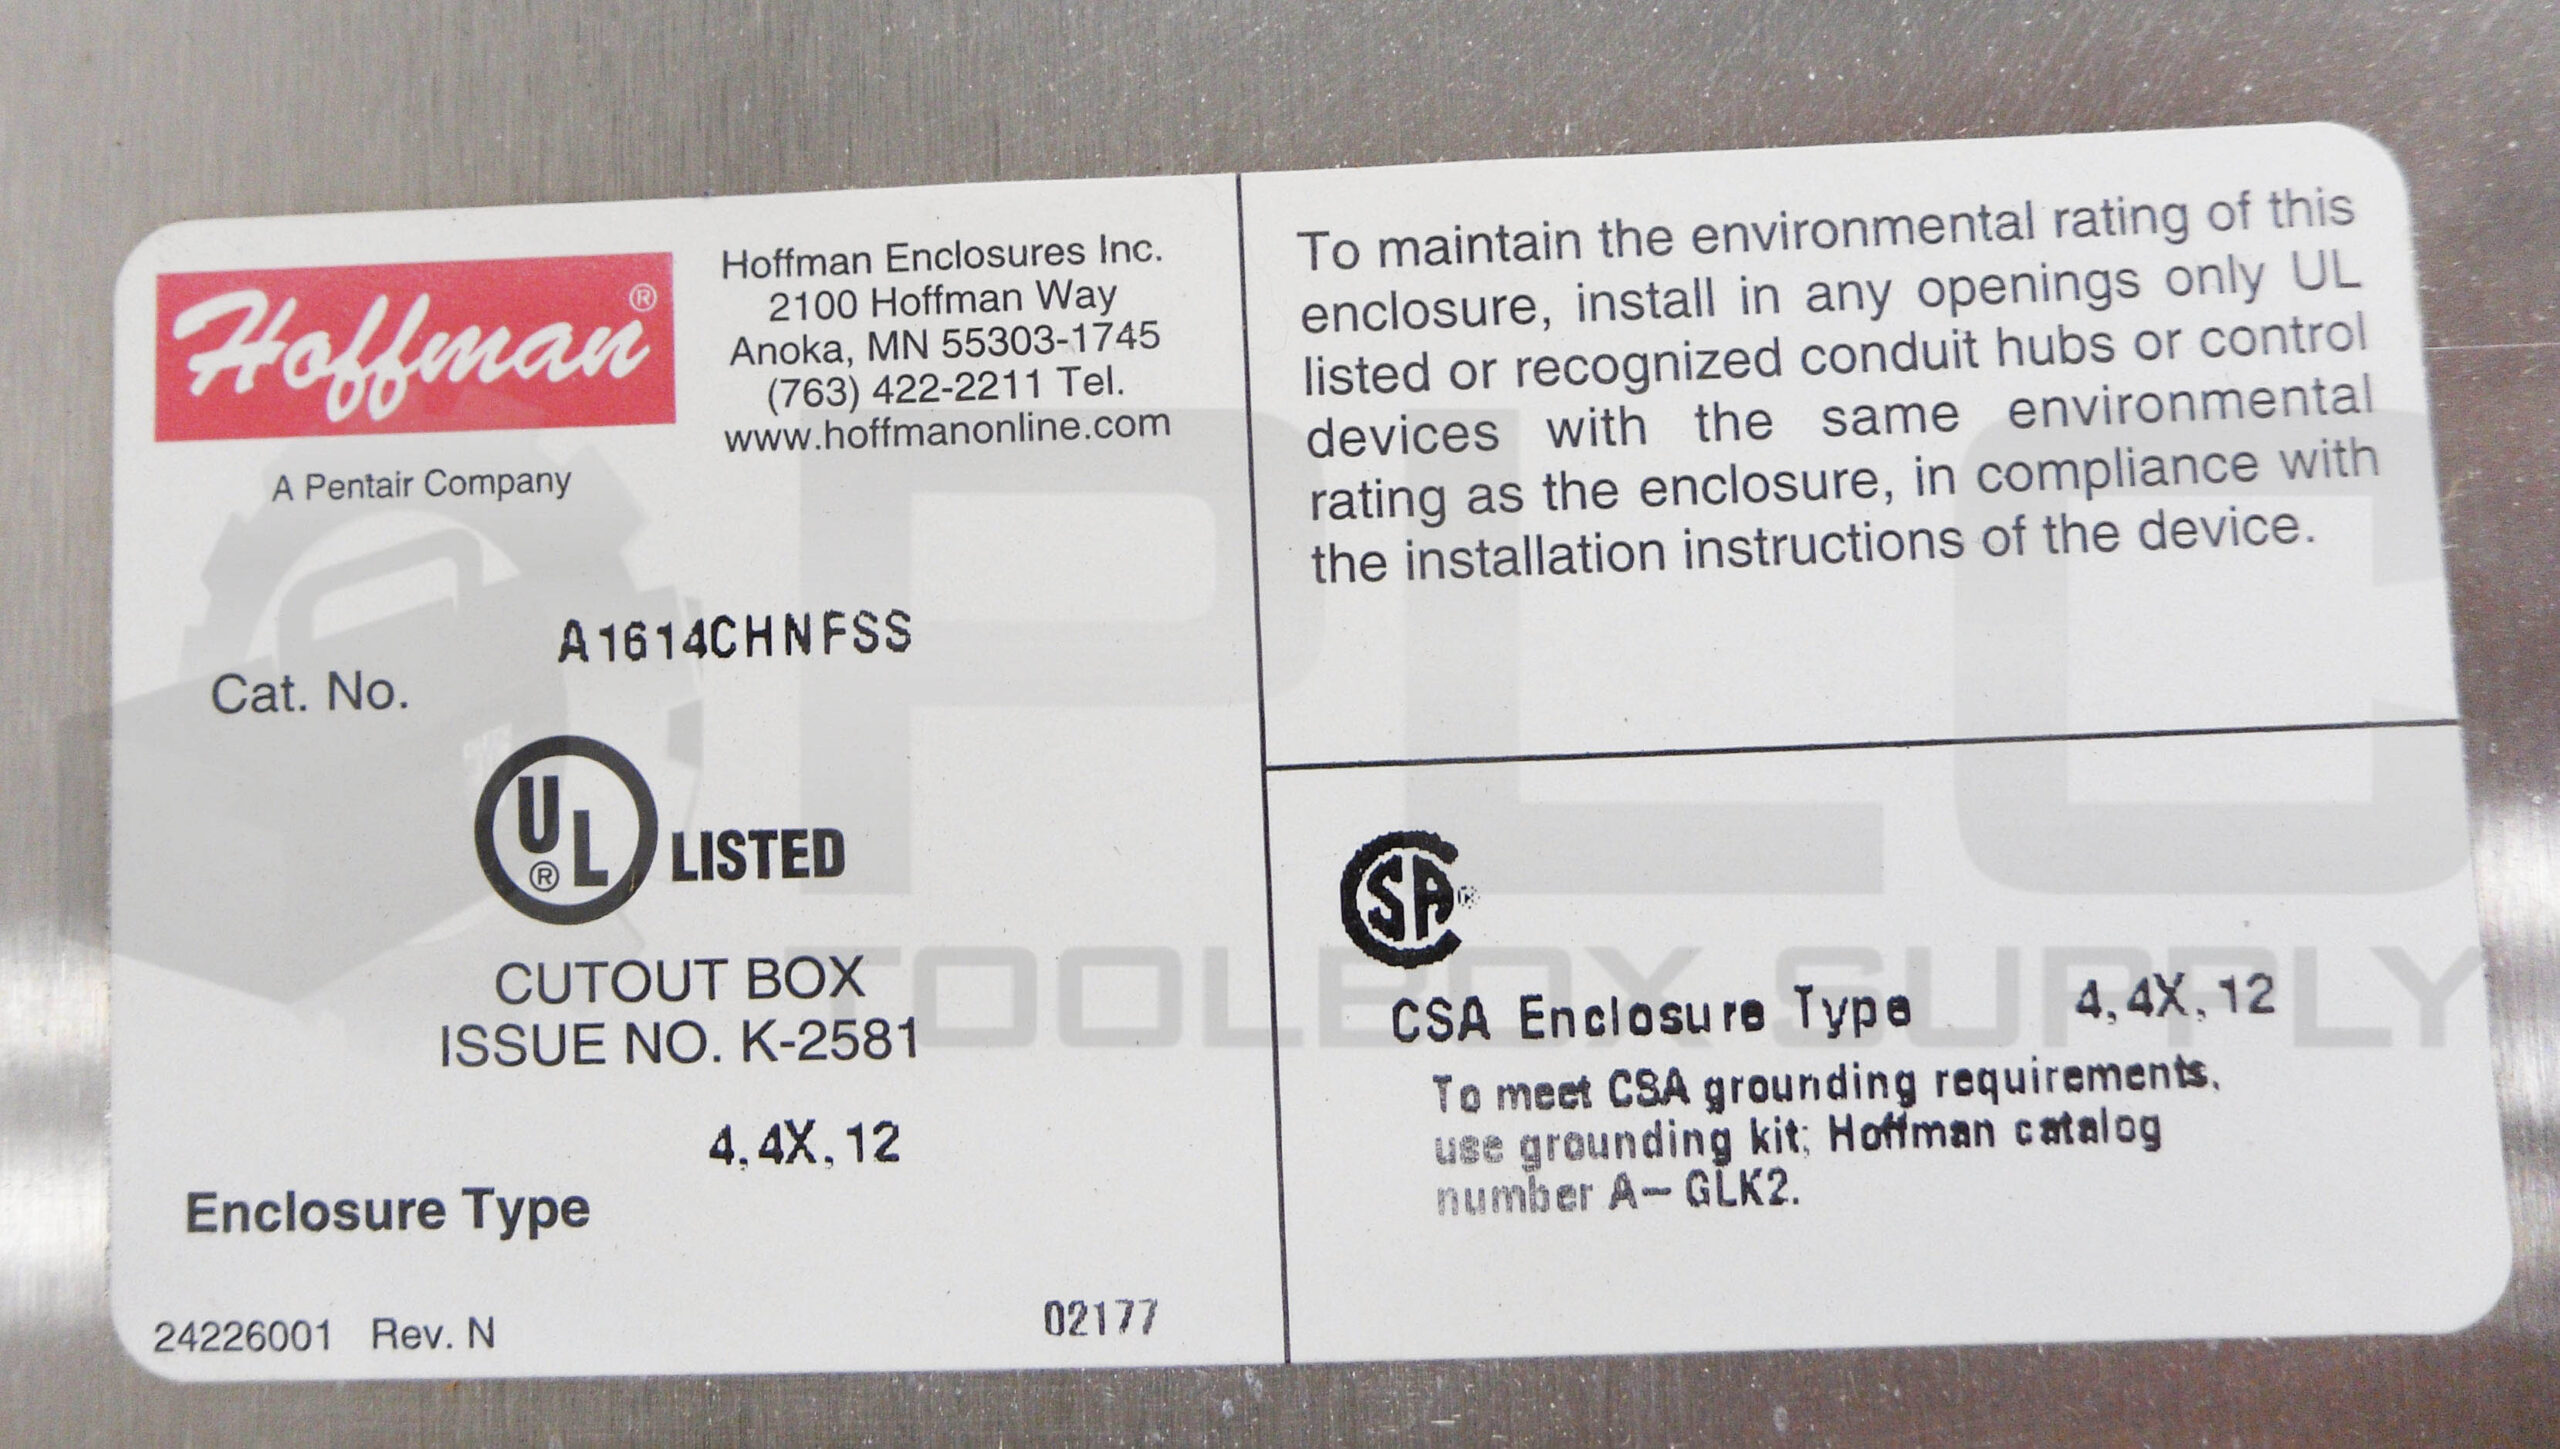 Hoffman®
A Pentair Company
Hoffman Enclosures Inc.
2100 Hoffman Way
Anoka, MN 55303-1745
(763) 422-2211 Tel.
www.hoffmanonline.com
A1614CHNFSS
Cat. No.
UL® LISTED
CUTOUT BOX
ISSUE NO. K-2581
4, 4X, 12
Enclosure Type
24226001 Rev. N
02177
To maintain the environmental rating of this
enclosure, install in any openings only UL
listed or recognized conduit hubs or control
devices with the same environmental
rating as the enclosure, in compliance with
the installation instructions of the device.
CSA®
CSA Enclosure Type 4, 4X, 12
To meet CSA grounding requirements,
use grounding kit; Hoffman catalog
number A- GLK2.
PLC
TOOLBOX SUPPLY